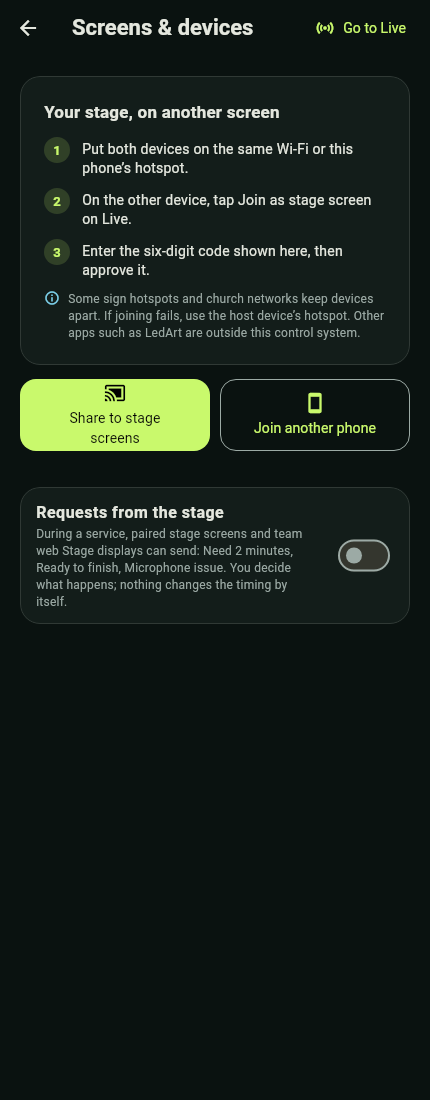 Screens & devices
Go to Live
Your stage, on another screen
1 Put both devices on the same Wi-Fi or this
phone’s hotspot.
2 On the other device, tap Join as stage screen
on Live.
3 Enter the six-digit code shown here, then
approve it.
Some sign hotspots and church networks keep devices
apart. If joining fails, use the host device’s hotspot. Other
apps such as LedArt are outside this control system.
Share to stage
screens
Join another phone
Requests from the stage
During a service, paired stage screens and team
web Stage displays can send: Need 2 minutes,
Ready to finish, Microphone issue. You decide
what happens; nothing changes the timing by
itself.